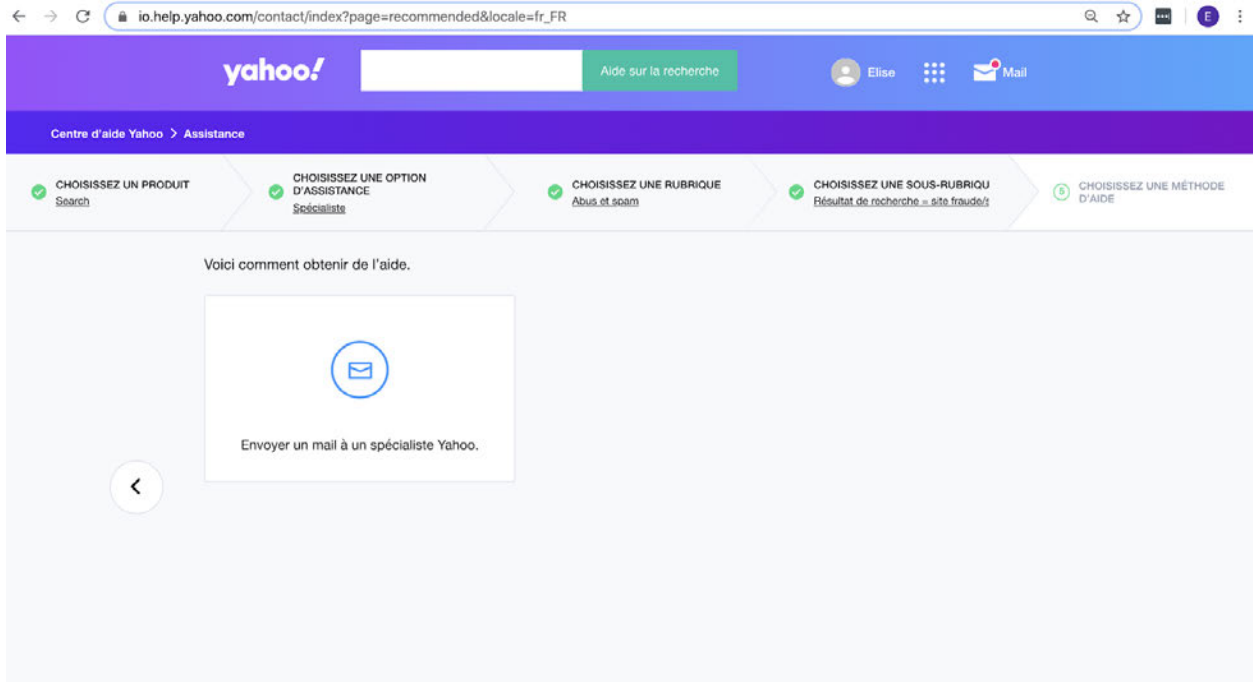 io.help.yahoo.com/contact/index?page=recommended&locale=fr_FR
E
yahoo!
Aide sur la recherche
Elise
Mail
Centre d'aide Yahoo > Assistance
CHOISISSEZ UN PRODUIT
Search
CHOISISSEZ UNE OPTION
D'ASSISTANCE
Spécialiste
CHOISISSEZ UNE RUBRIQUE
Abus et spam
CHOISISSEZ UNE SOUS-RUBRIQU
Résultat de recherche = site fraude/s
5
CHOISISSEZ UNE MÉTHODE
D'AIDE
Voici comment obtenir de l'aide.
Envoyer un mail à un spécialiste Yahoo.